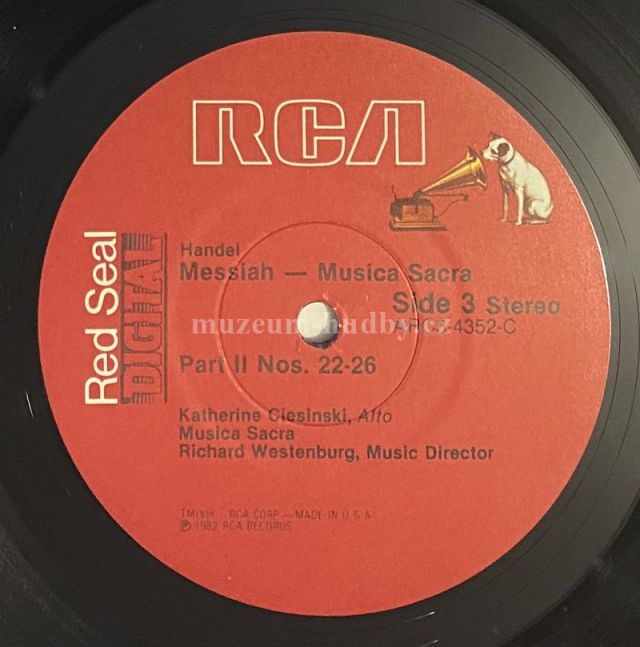 RCA
Red Seal
DIGITAL
Handel
Messiah — Musica Sacra
Side 3 Stereo
muzeum-hudby.cz
4352-C
Part II Nos. 22-26
Katherine Ciesinski, Alto
Musica Sacra
Richard Westenburg, Music Director
RCA CORP. — MADE IN U.S.A.
℗ 1982 RCA RECORDS